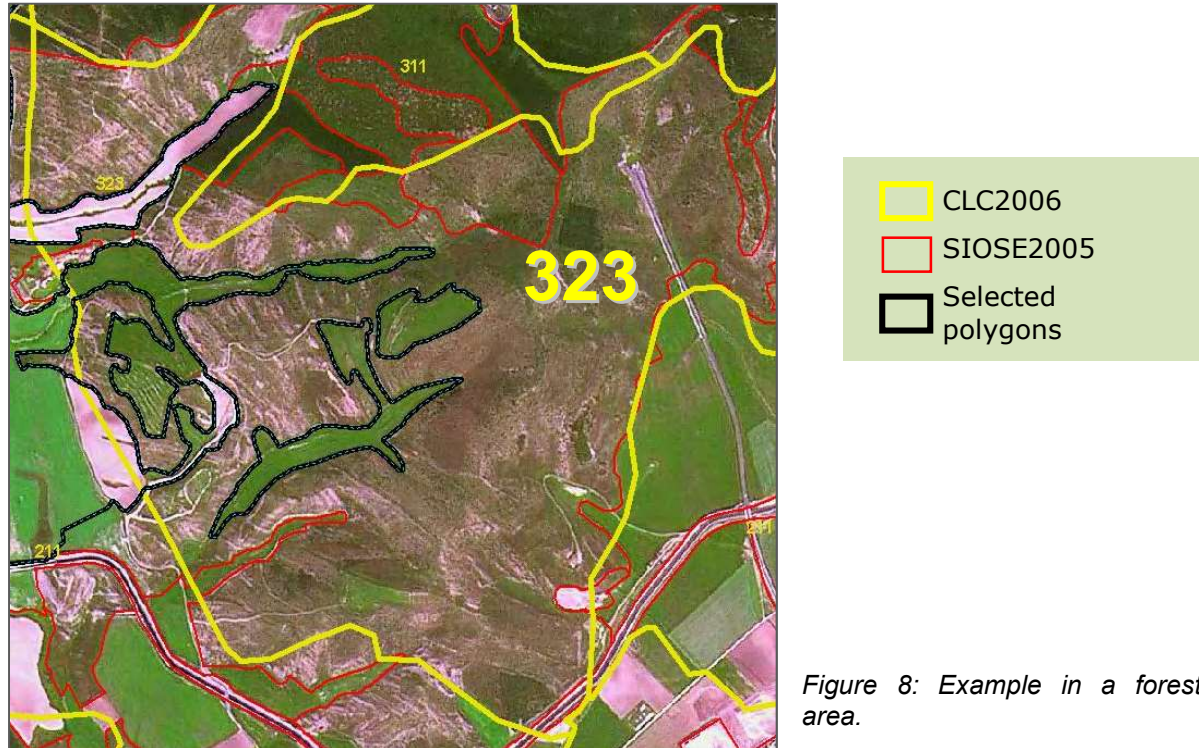 311
323
323
211
211
CLC2006
SIOSE2005
Selected
polygons
Figure 8: Example in a forest
area.